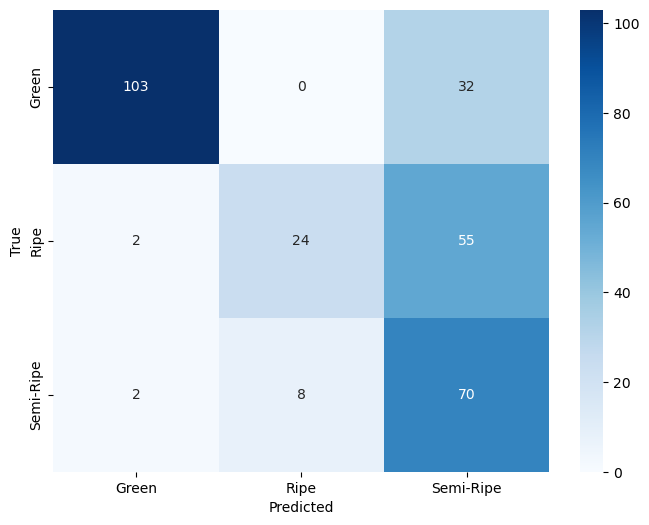 Green 103 0 32
True
Ripe 2 24 55
Semi-Ripe 2 8 70
Green Ripe Semi-Ripe
Predicted
100
80
60
40
20
0